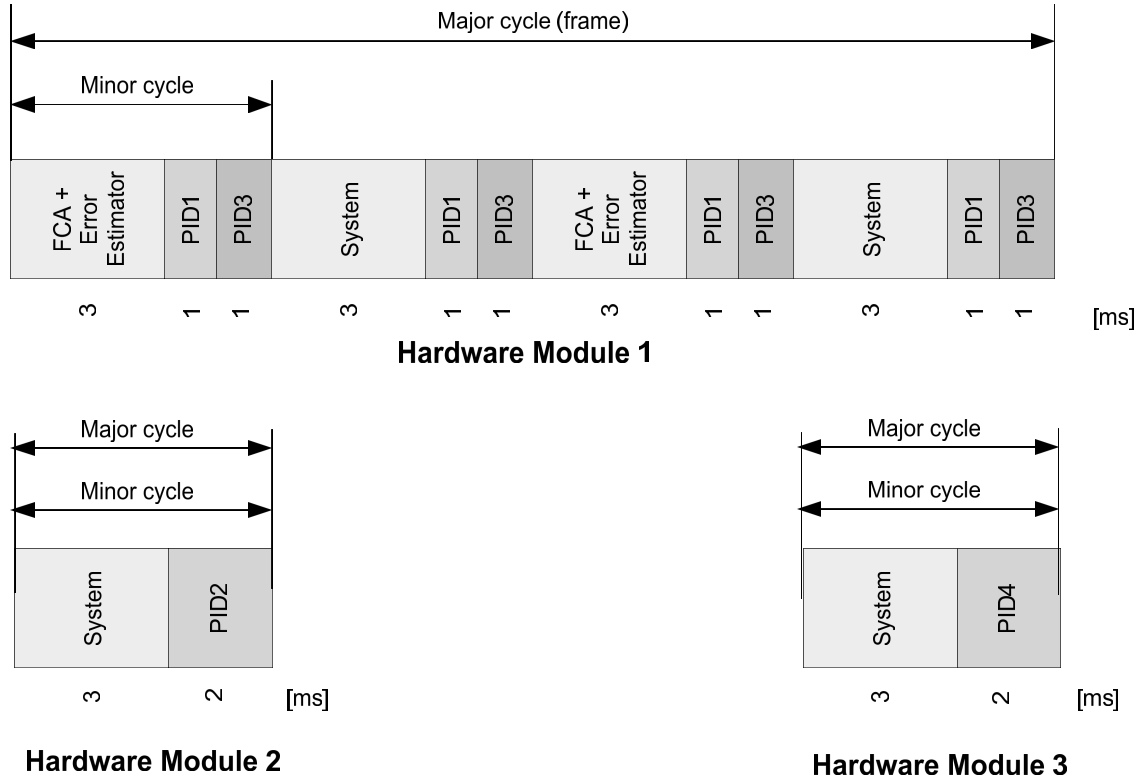 Major cycle (frame)
Minor cycle
FCA +
Error
Estimator
PID1
PID3
System
PID1
PID3
FCA +
Error
Estimator
PID1
PID3
System
PID1
PID3
3
1
1
3
1
1
3
1
1
3
1
1
[ms]
Hardware Module 1
Major cycle
Minor cycle
System
PID2
3
2
[ms]
Hardware Module 2
Major cycle
Minor cycle
System
PID4
3
2
[ms]
Hardware Module 3